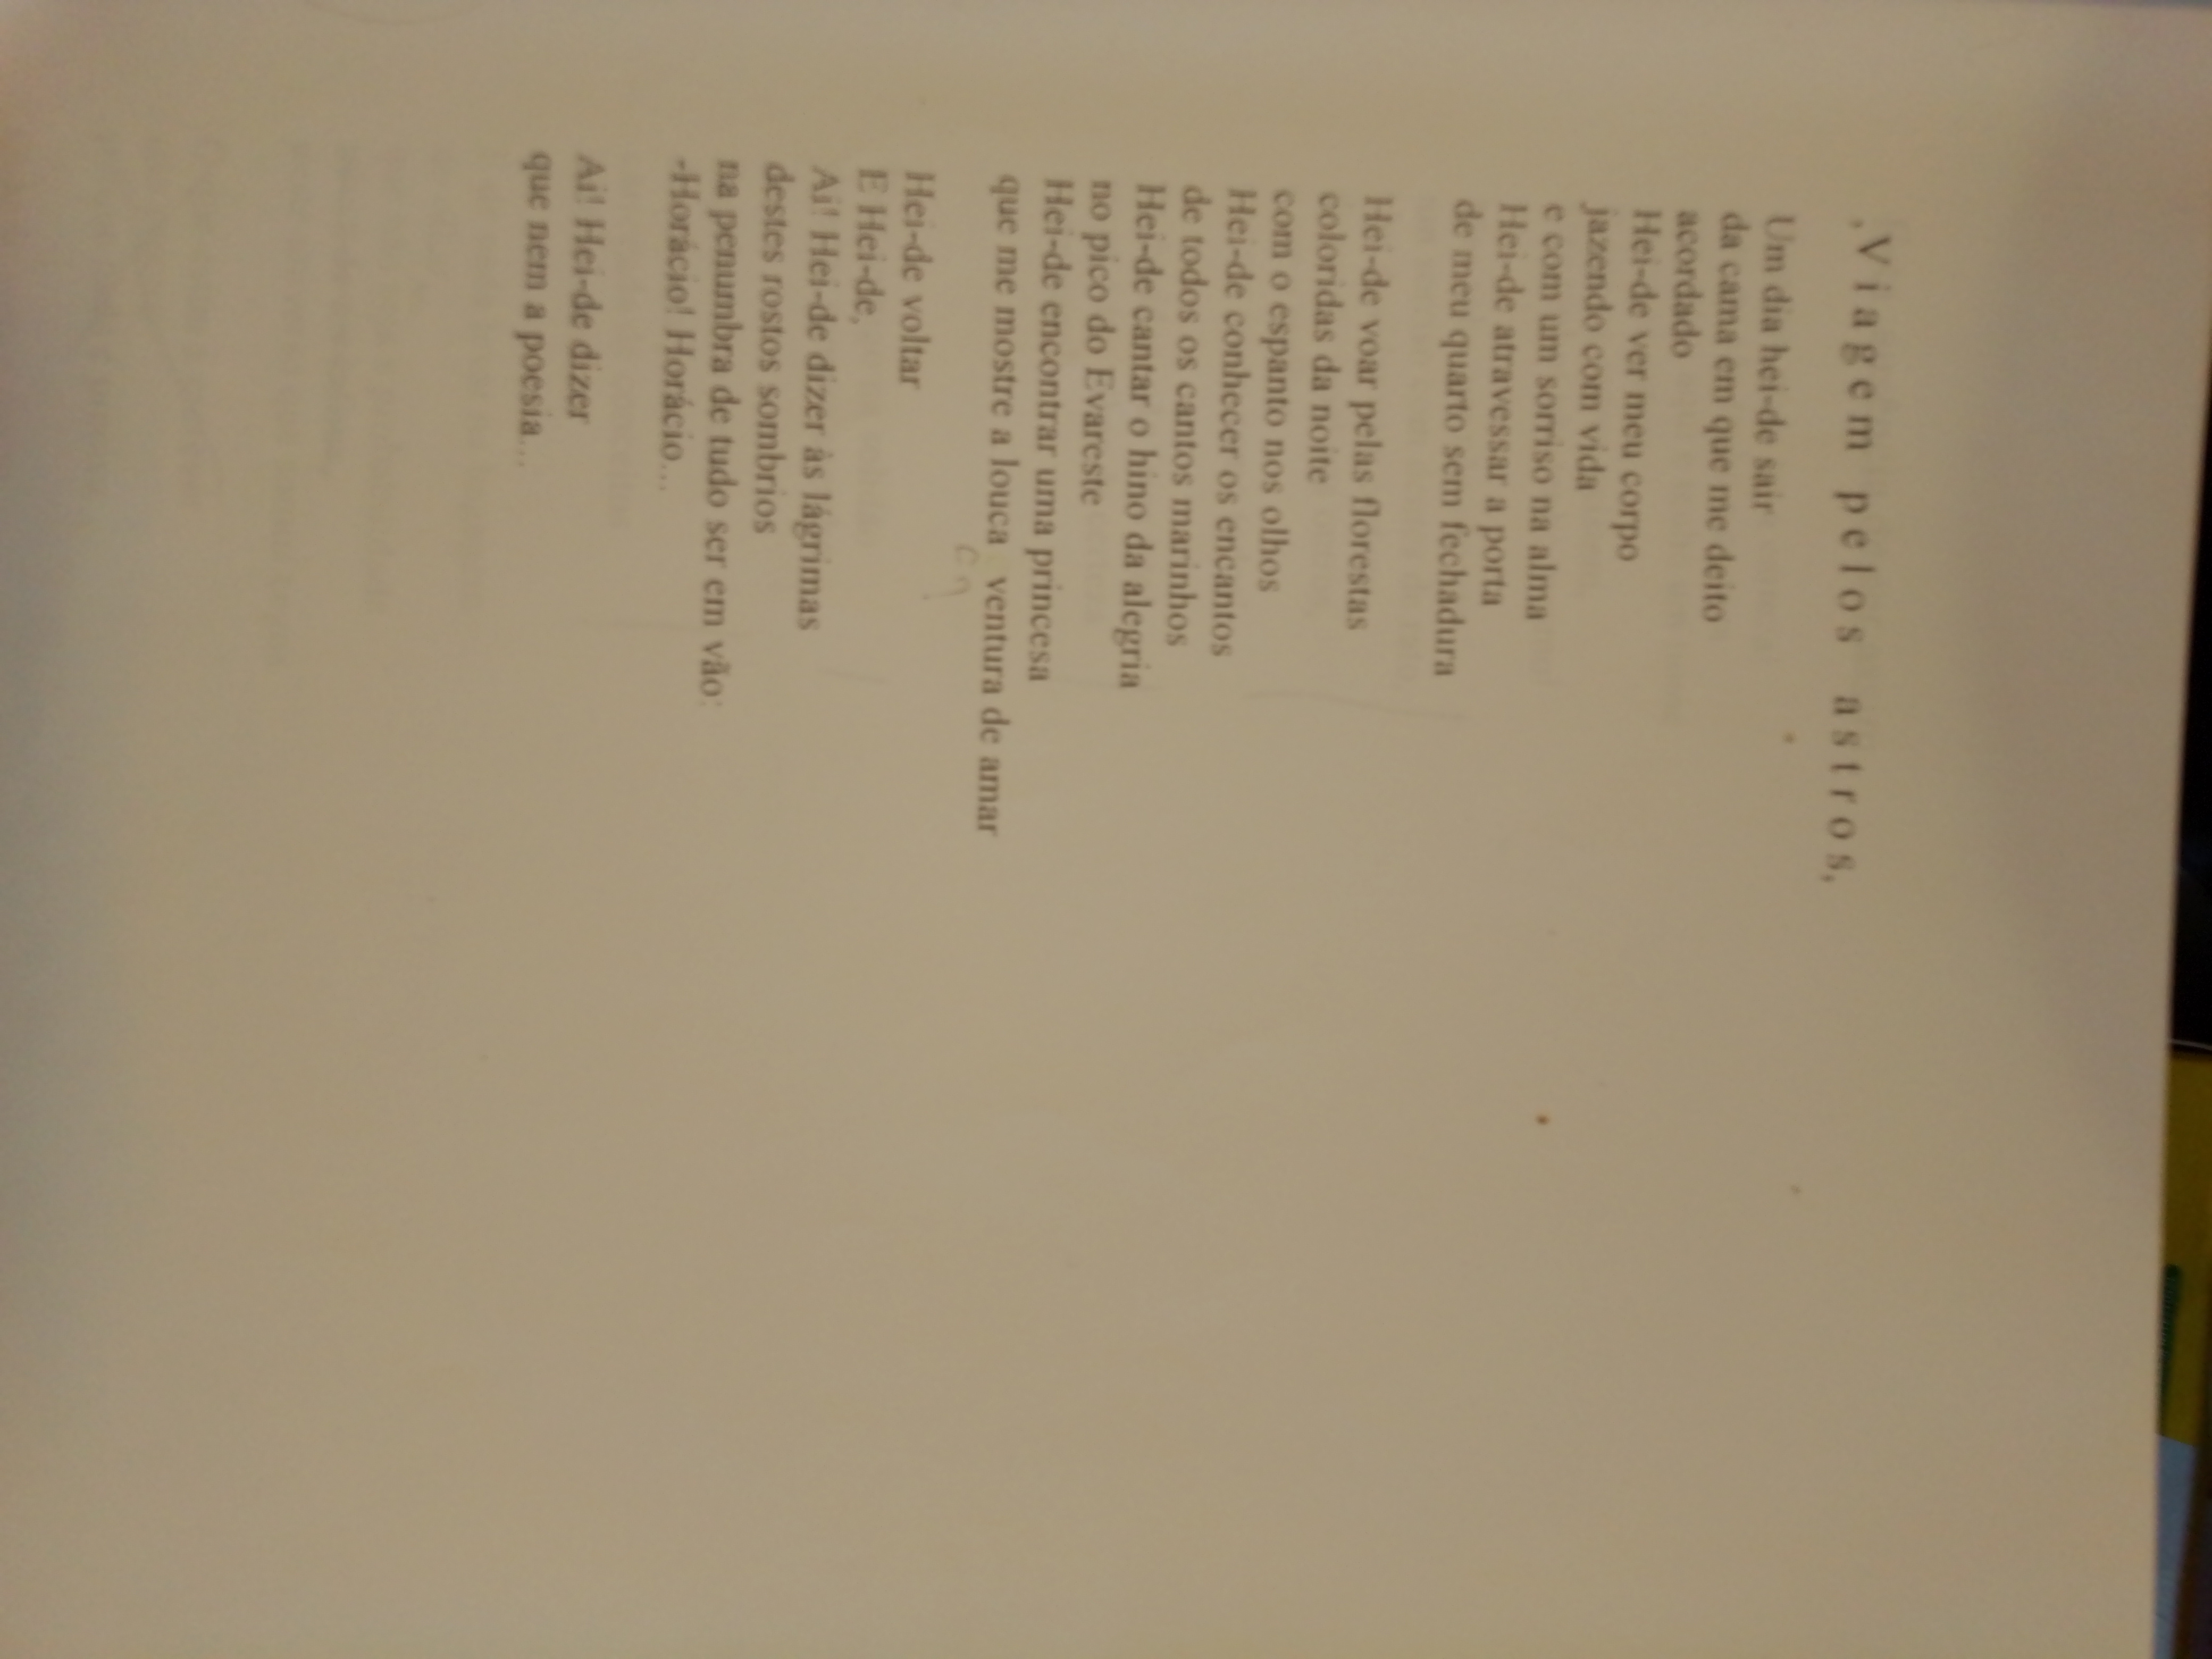 ,Viagem pelos astros,
Um dia hei-de sair
da cama em que me deito
acordado
Hei-de ver meu corpo
jazendo com vida
e com um sorriso na alma
Hei-de atravessar a porta
de meu quarto sem fechadura
Hei-de voar pelas florestas
coloridas da noite
com o espanto nos olhos
Hei-de conhecer os encantos
de todos os cantos marinhos
Hei-de cantar o hino da alegria
no pico do Evareste
Hei-de encontrar uma princesa
que me mostre a louca ventura de amar
Hei-de voltar
E Hei-de,
Ai! Hei-de dizer às lágrimas
destes rostos sombrios
na penumbra de tudo ser em vão:
-Horácio! Horácio...
Ai! Hei-de dizer
que nem a poesia...